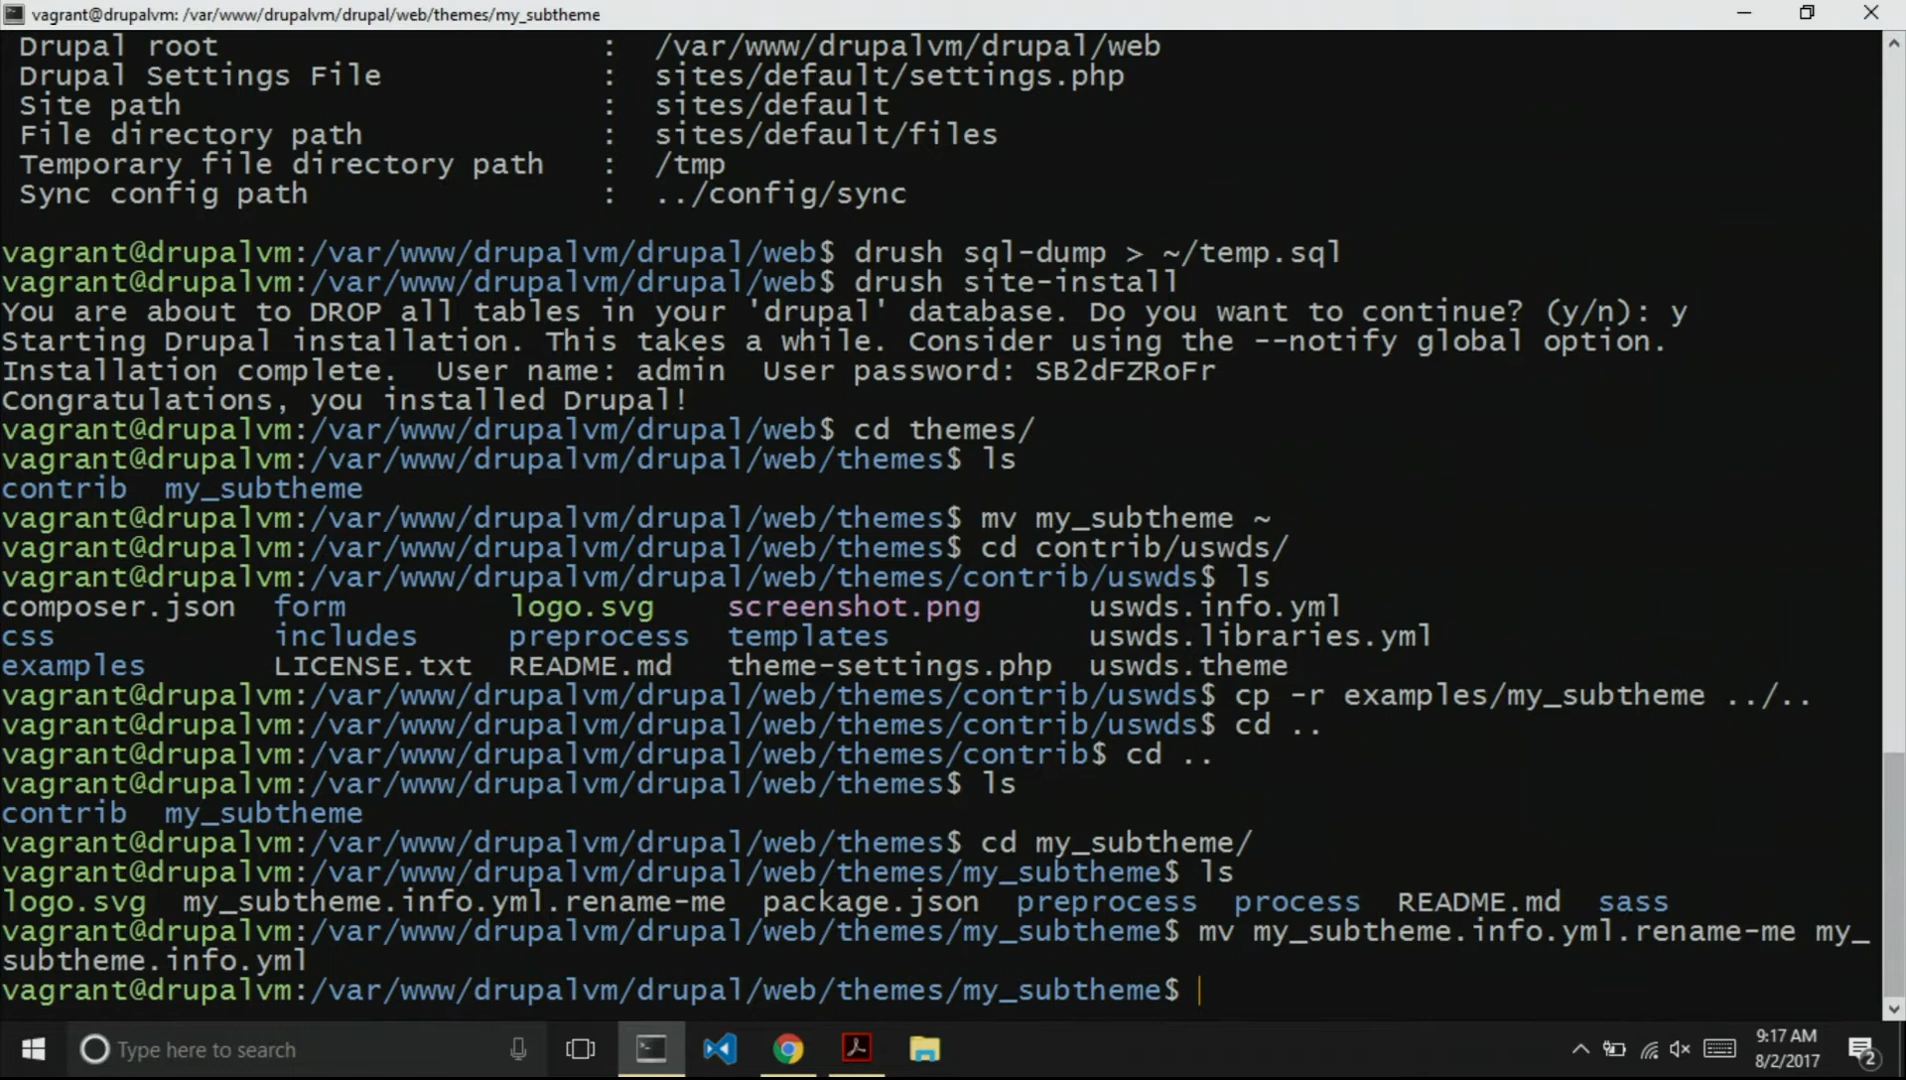 vagrant@drupalvm: /var/www/drupalvm/drupal/web/themes/my_subtheme
Drupal root : /var/www/drupalvm/drupal/web
Drupal Settings File : sites/default/settings.php
Site path : sites/default
File directory path : sites/default/files
Temporary file directory path : /tmp
Sync config path : ../config/sync
vagrant@drupalvm:/var/www/drupalvm/drupal/web$ drush sql-dump > ~/temp.sql
vagrant@drupalvm:/var/www/drupalvm/drupal/web$ drush site-install
You are about to DROP all tables in your 'drupal' database. Do you want to continue? (y/n): y
Starting Drupal installation. This takes a while. Consider using the --notify global option.
Installation complete.  User name: admin  User password: SB2dFZRoFr
Congratulations, you installed Drupal!
vagrant@drupalvm:/var/www/drupalvm/drupal/web$ cd themes/
vagrant@drupalvm:/var/www/drupalvm/drupal/web/themes$ ls
contrib  my_subtheme
vagrant@drupalvm:/var/www/drupalvm/drupal/web/themes$ mv my_subtheme ~
vagrant@drupalvm:/var/www/drupalvm/drupal/web/themes$ cd contrib/uswds/
vagrant@drupalvm:/var/www/drupalvm/drupal/web/themes/contrib/uswds$ ls
composer.json  form  logo.svg  screenshot.png  uswds.info.yml
css  includes  preprocess  templates  uswds.libraries.yml
examples  LICENSE.txt  README.md  theme-settings.php  uswds.theme
vagrant@drupalvm:/var/www/drupalvm/drupal/web/themes/contrib/uswds$ cp -r examples/my_subtheme ../..
vagrant@drupalvm:/var/www/drupalvm/drupal/web/themes/contrib/uswds$ cd ..
vagrant@drupalvm:/var/www/drupalvm/drupal/web/themes/contrib$ cd ..
vagrant@drupalvm:/var/www/drupalvm/drupal/web/themes$ ls
contrib  my_subtheme
vagrant@drupalvm:/var/www/drupalvm/drupal/web/themes$ cd my_subtheme/
vagrant@drupalvm:/var/www/drupalvm/drupal/web/themes/my_subtheme$ ls
logo.svg  my_subtheme.info.yml.rename-me  package.json  preprocess  process  README.md  sass
vagrant@drupalvm:/var/www/drupalvm/drupal/web/themes/my_subtheme$ mv my_subtheme.info.yml.rename-me my_
subtheme.info.yml
vagrant@drupalvm:/var/www/drupalvm/drupal/web/themes/my_subtheme$
Type here to search
9:17 AM
8/2/2017
2